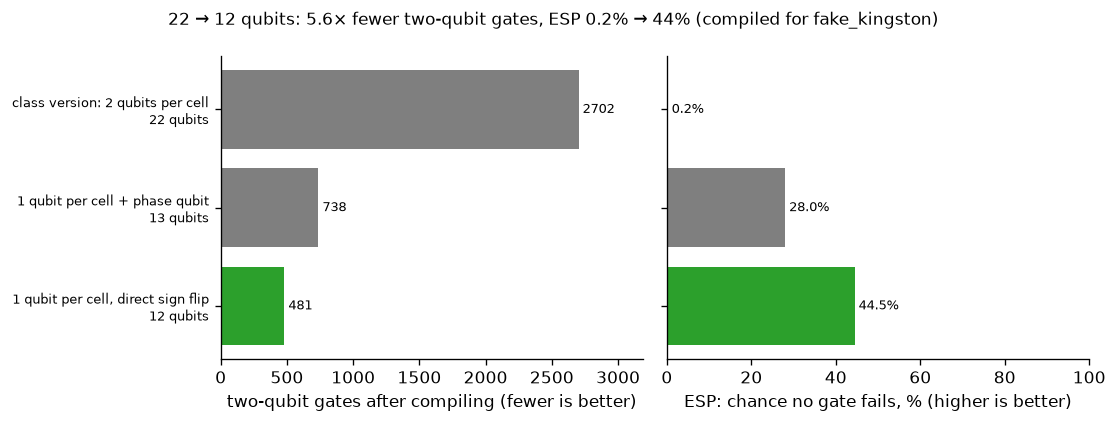 22 → 12 qubits: 5.6× fewer two-qubit gates, ESP 0.2% → 44% (compiled for fake_kingston)
class version: 2 qubits per cell
22 qubits
2702
0.2%
1 qubit per cell + phase qubit
13 qubits
738
28.0%
1 qubit per cell, direct sign flip
12 qubits
481
44.5%
0 500 1000 1500 2000 2500 3000
0 20 40 60 80 100
two-qubit gates after compiling (fewer is better)
ESP: chance no gate fails, % (higher is better)